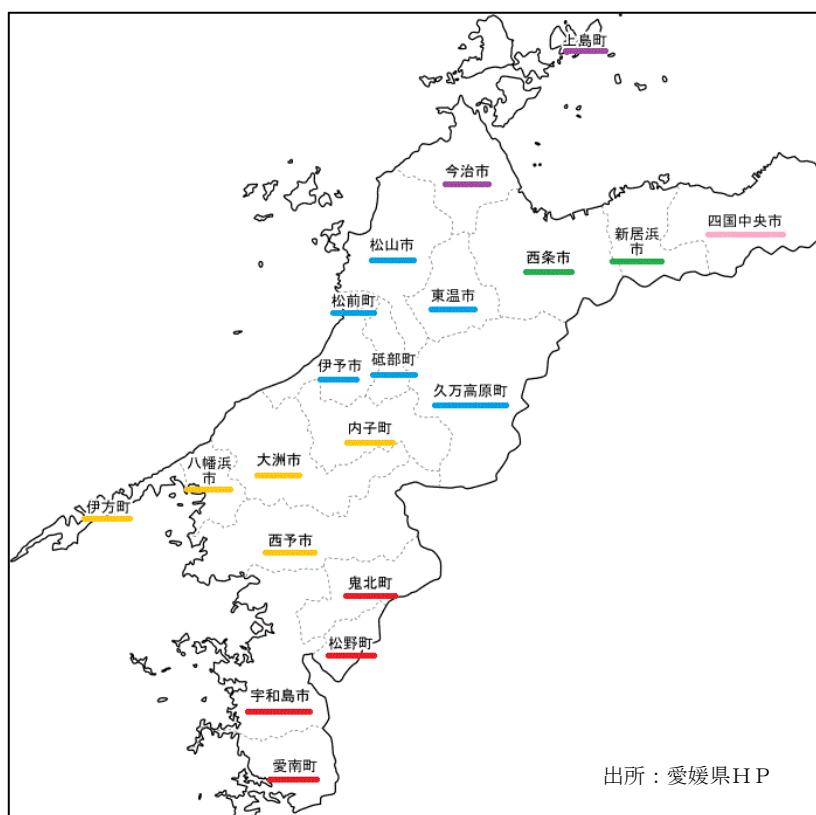 上島町
今治市
四国中央市
新居浜
市
松山市
西条市
東温市
松前町
伊予市
砥部町
久万高原町
内子町
大洲市
八幡浜
市
伊方町
西予市
鬼北町
松野町
宇和島市
愛南町
出所：愛媛県ＨＰ